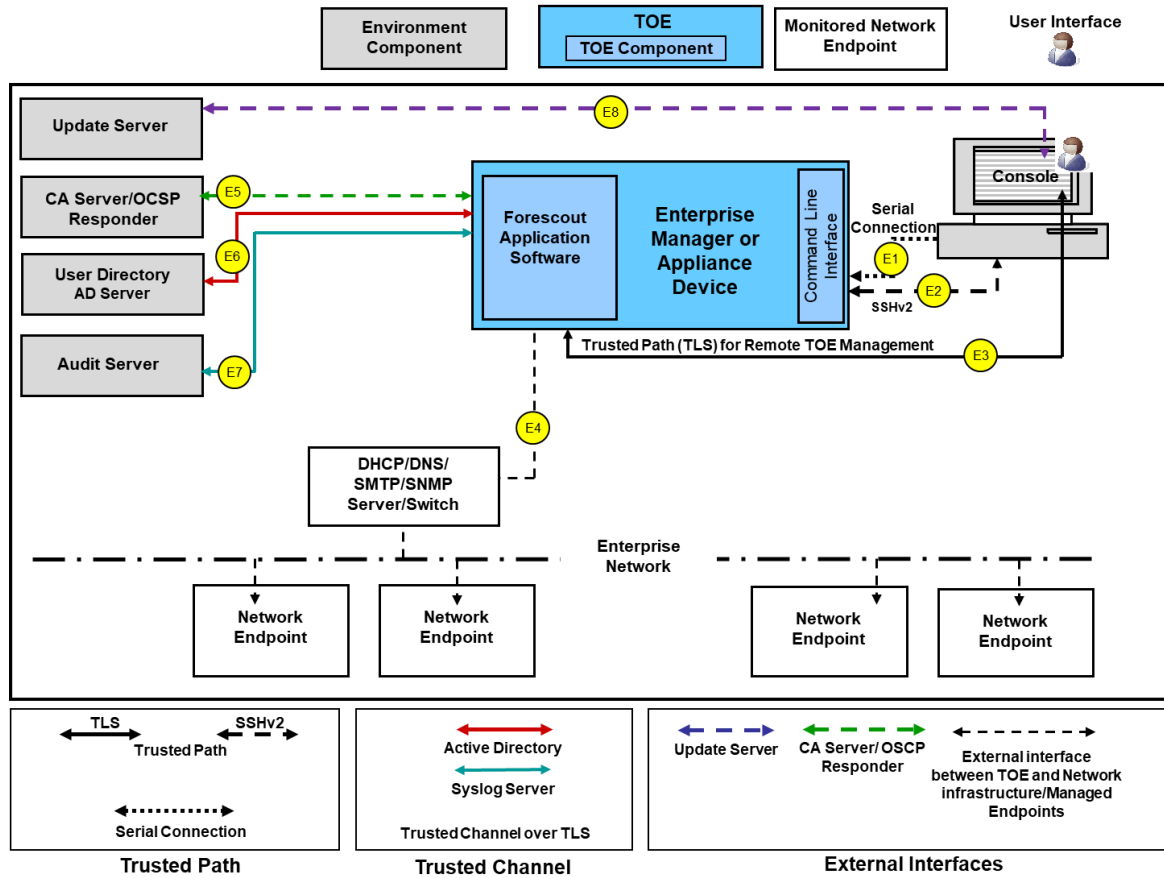 Environment
Component
TOE
TOE Component
Monitored Network
Endpoint
User Interface
Update Server
E8
CA Server/OCSP
Responder
E5
User Directory
AD Server
E6
Audit Server
E7
Forescout
Application
Software
Enterprise
Manager or
Appliance
Device
Command Line
Interface
Console
Serial
Connection
E1
E2
SSHv2
Trusted Path (TLS) for Remote TOE Management
E3
E4
DHCP/DNS/
SMTP/SNMP
Server/Switch
Enterprise
Network
Network
Endpoint
Network
Endpoint
Network
Endpoint
Network
Endpoint
TLS
SSHv2
Trusted Path
Serial Connection
Trusted Path
Active Directory
Syslog Server
Trusted Channel over TLS
Trusted Channel
Update Server
CA Server/ OSCP
Responder
External interface
between TOE and Network
infrastructure/Managed
Endpoints
External Interfaces